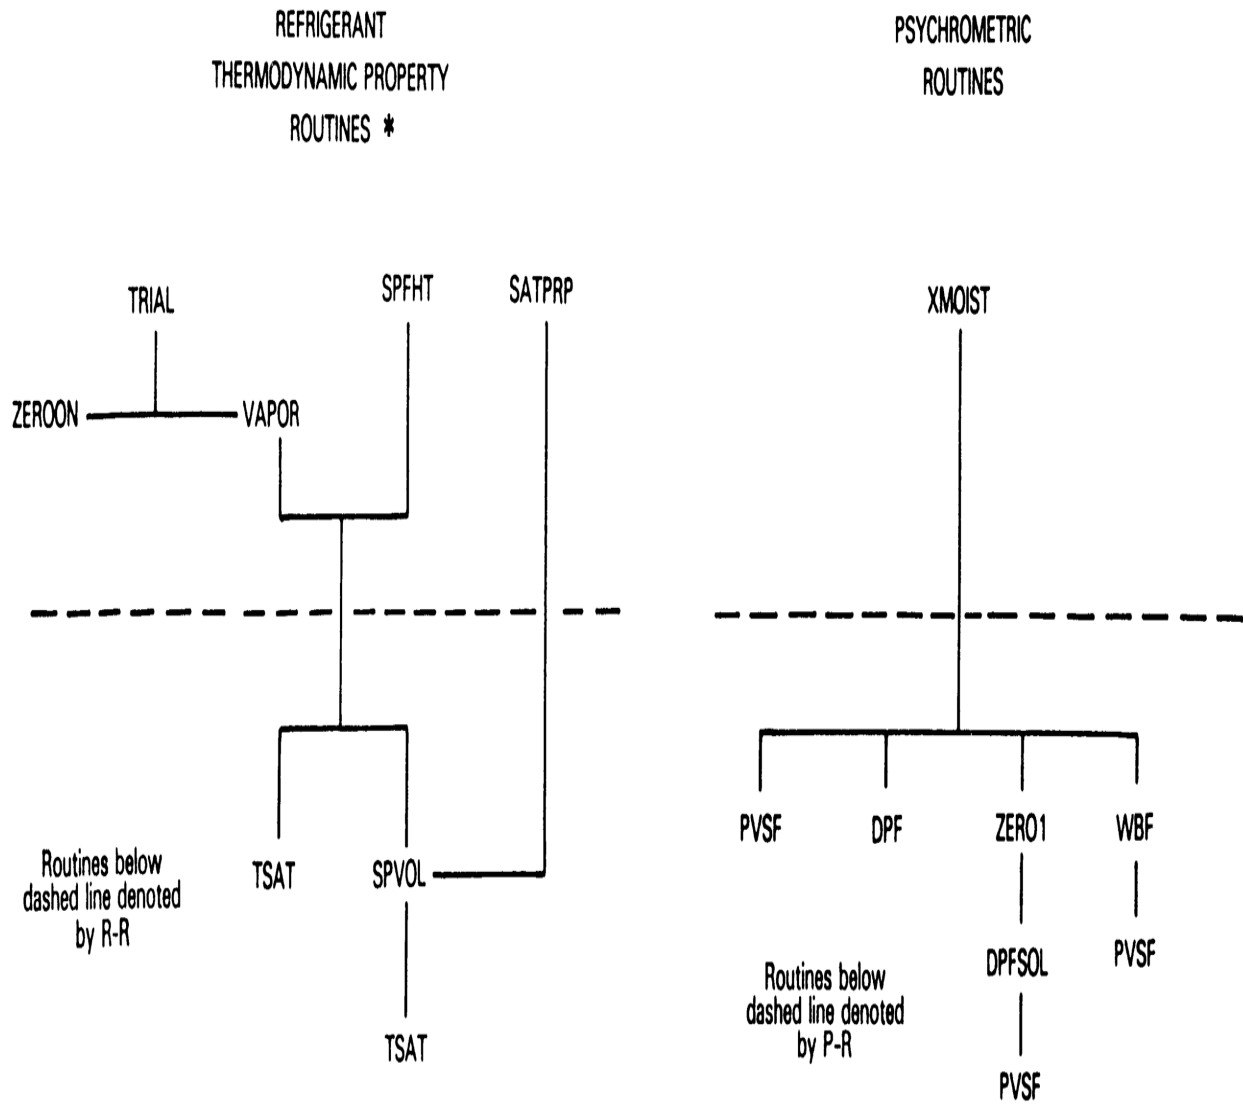 REFRIGERANT
THERMODYNAMIC PROPERTY
ROUTINES *
PSYCHROMETRIC
ROUTINES
TRIAL
SPFHT
SATPRP
XMOIST
ZEROON
VAPOR
PVSF
DPF
ZERO1
WBF
Routines below
dashed line denoted
by R-R
TSAT
SPVOL
PVSF
DPFSOL
Routines below
dashed line denoted
by P-R
TSAT
PVSF